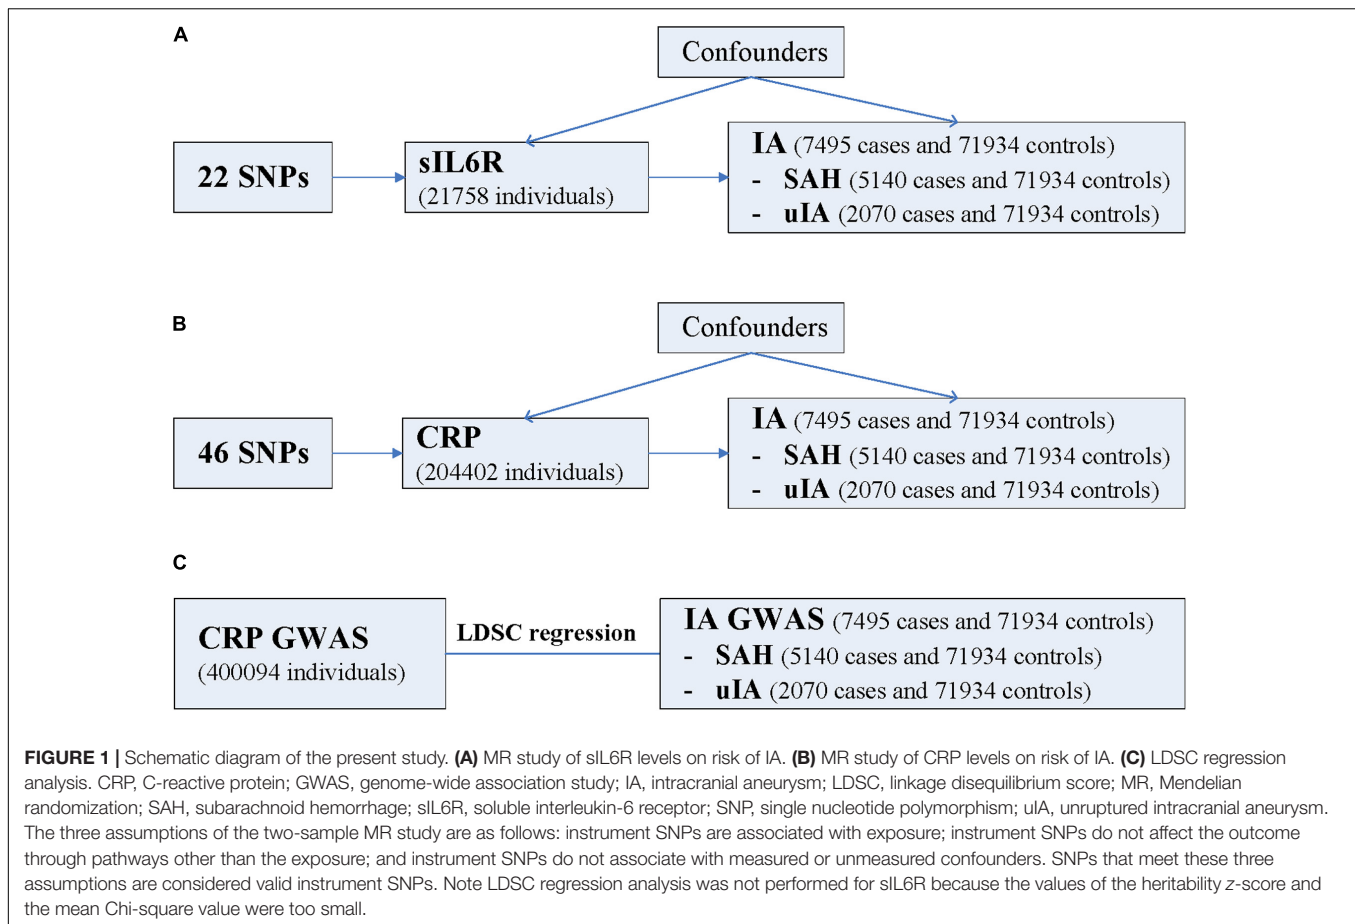 A
Confounders
22 SNPs
sIL6R
(21758 individuals)
IA (7495 cases and 71934 controls)
- SAH (5140 cases and 71934 controls)
- uIA (2070 cases and 71934 controls)
B
Confounders
46 SNPs
CRP
(204402 individuals)
IA (7495 cases and 71934 controls)
- SAH (5140 cases and 71934 controls)
- uIA (2070 cases and 71934 controls)
C
CRP GWAS
(400094 individuals)
LDSC regression
IA GWAS (7495 cases and 71934 controls)
- SAH (5140 cases and 71934 controls)
- uIA (2070 cases and 71934 controls)
FIGURE 1 | Schematic diagram of the present study. (A) MR study of sIL6R levels on risk of IA. (B) MR study of CRP levels on risk of IA. (C) LDSC regression
analysis. CRP, C-reactive protein; GWAS, genome-wide association study; IA, intracranial aneurysm; LDSC, linkage disequilibrium score; MR, Mendelian
randomization; SAH, subarachnoid hemorrhage; sIL6R, soluble interleukin-6 receptor; SNP, single nucleotide polymorphism; uIA, unruptured intracranial aneurysm.
The three assumptions of the two-sample MR study are as follows: instrument SNPs are associated with exposure; instrument SNPs do not affect the outcome
through pathways other than the exposure; and instrument SNPs do not associate with measured or unmeasured confounders. SNPs that meet these three
assumptions are considered valid instrument SNPs. Note LDSC regression analysis was not performed for sIL6R because the values of the heritability z-score and
the mean Chi-square value were too small.